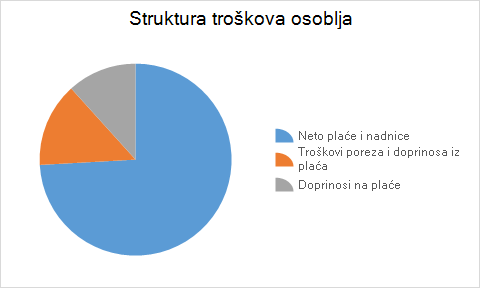 Struktura troškova osoblja
Neto plaće i nadnice
Troškovi poreza i doprinosa iz
plaća
Doprinosi na plaće